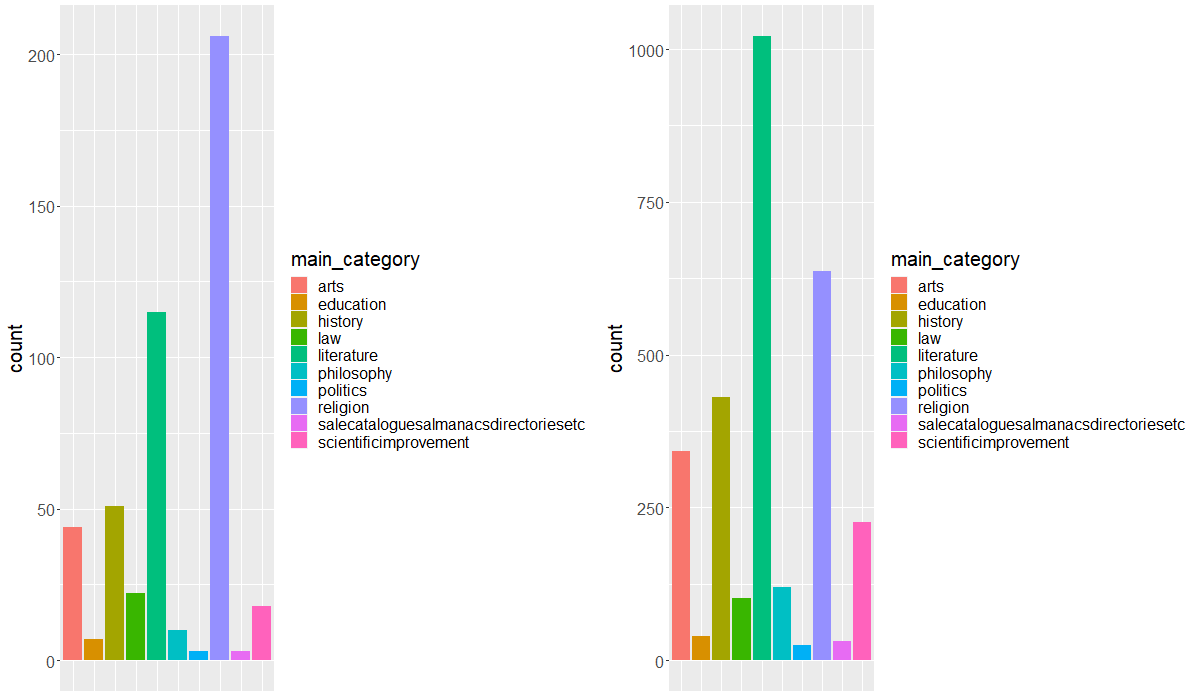 200
150
100
50
0
count
main_category
arts
education
history
law
literature
philosophy
politics
religion
salecataloguesalmanacsdirectoriesetc
scientificimprovement
1000
750
500
250
0
count
main_category
arts
education
history
law
literature
philosophy
politics
religion
salecataloguesalmanacsdirectoriesetc
scientificimprovement